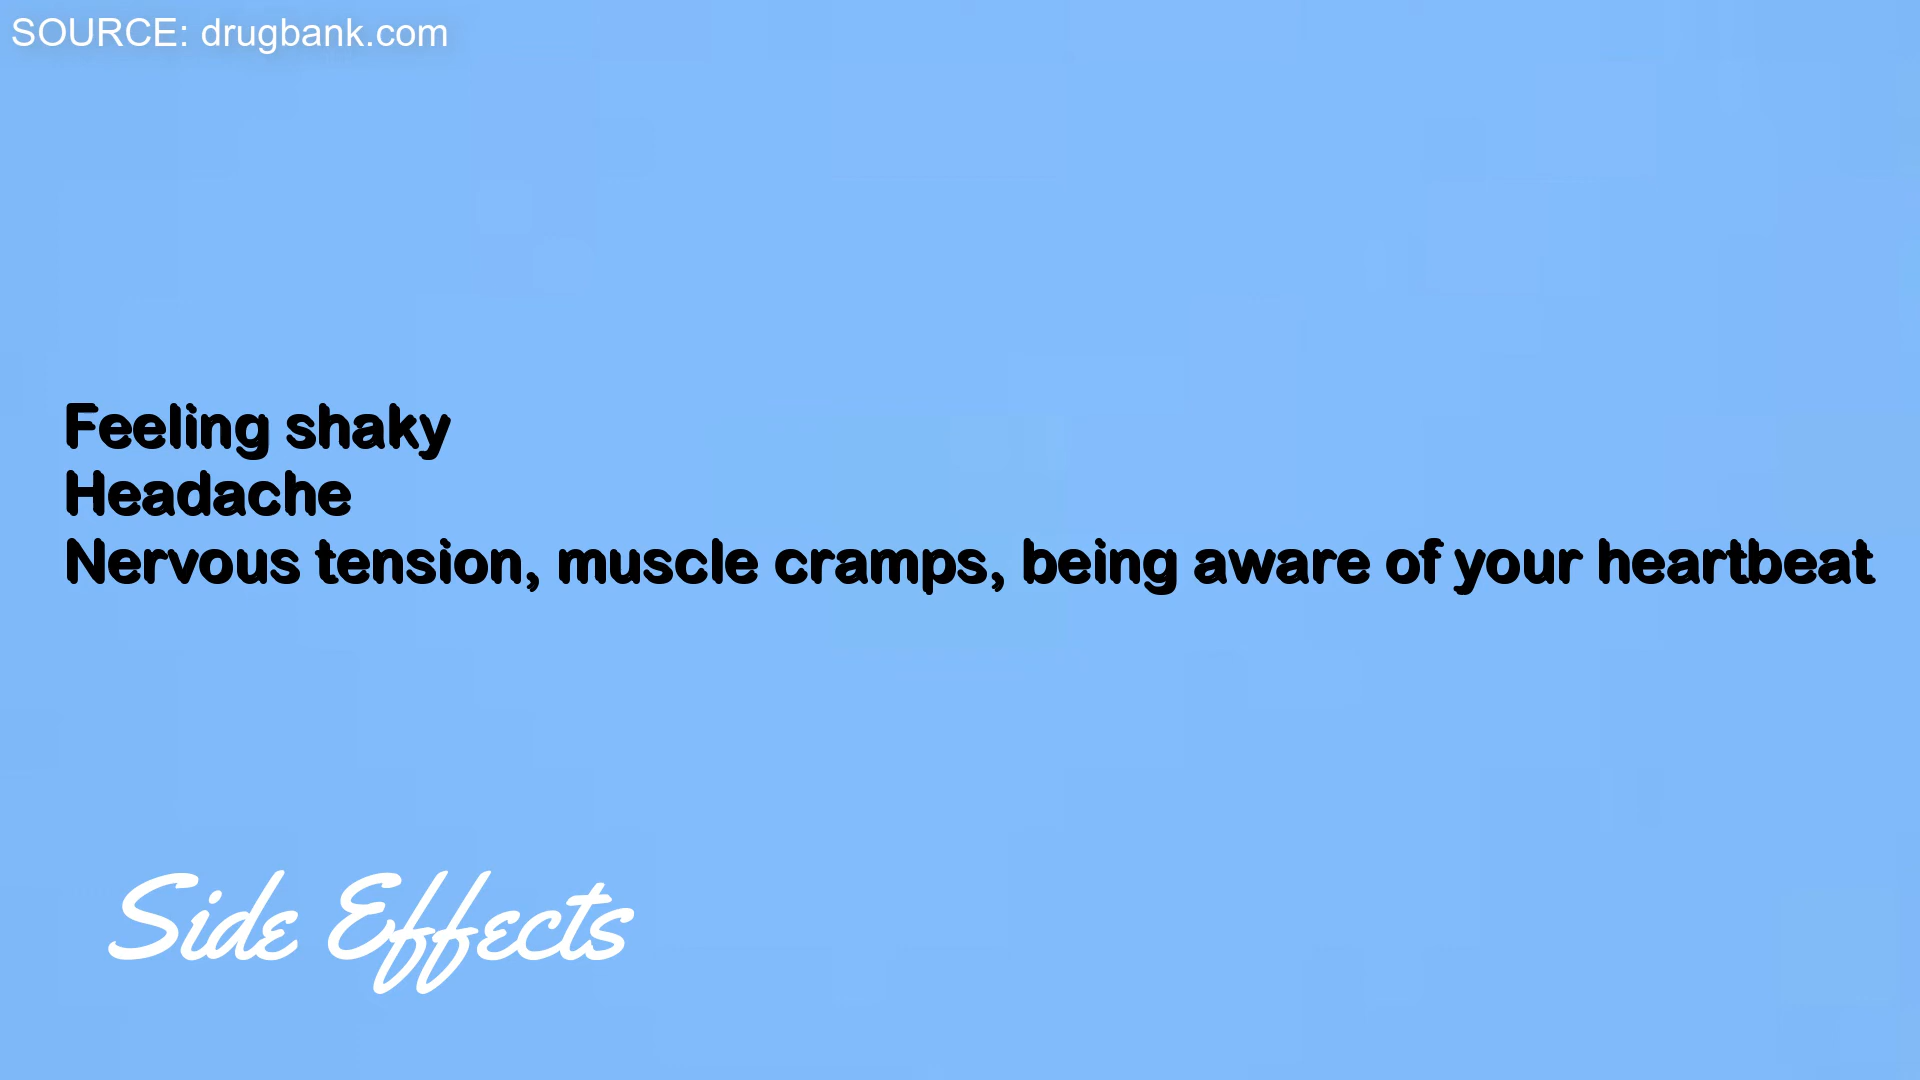 SOURCE: drugbank.com
Feeling shaky
Headache
Nervous tension, muscle cramps, being aware of your heartbeat
Side Effects